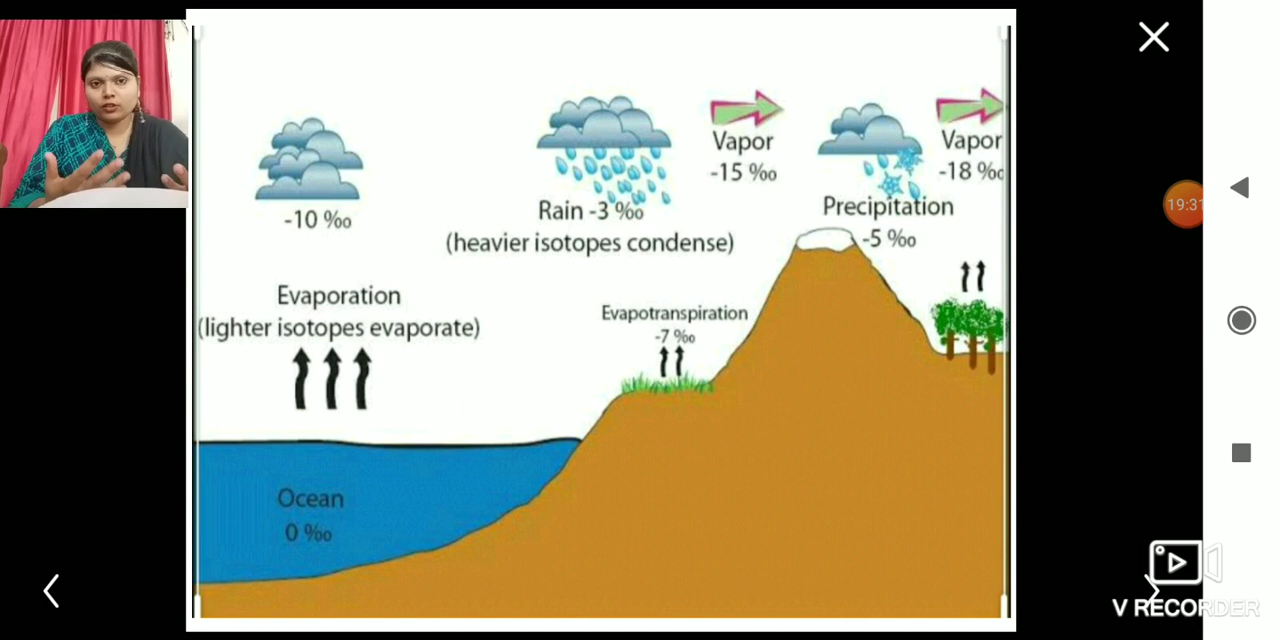 -10 ‰
Rain -3 ‰
(heavier isotopes condense)
Vapor
-15 ‰
Vapor
-18 ‰
Precipitation
-5 ‰
Evaporation
(lighter isotopes evaporate)
Evapotranspiration
-7 ‰
Ocean
0 ‰
19:31
V RECORDER